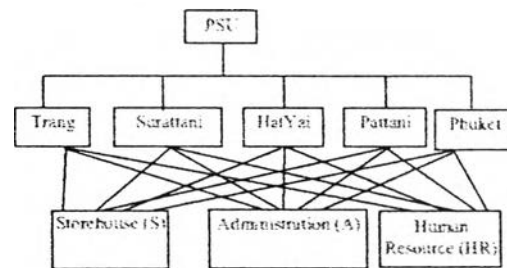 PSU
Trang
Surattani
HatYai
Pattani
Phuket
Storehouse (S)
Administration (A)
Human
Resource (HR)